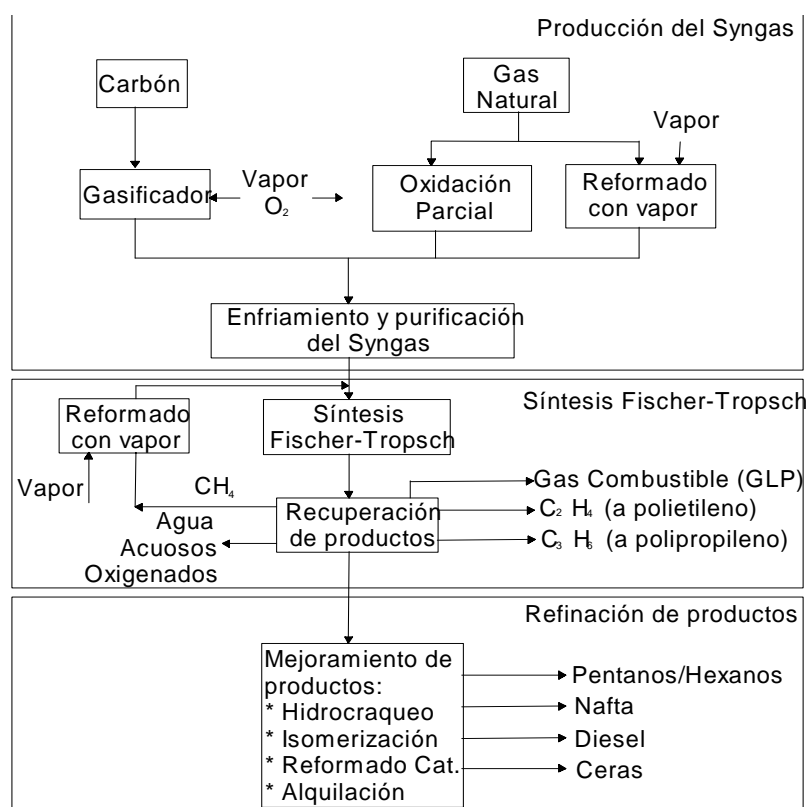 Producción del Syngas
Carbón
Gas
Natural
Vapor
Gasificador
Vapor
O₂
Oxidación
Parcial
Reformado
con vapor
Enfriamiento y purificación
del Syngas
Síntesis Fischer-Tropsch
Reformado
con vapor
Síntesis
Fischer-Tropsch
Vapor
CH₄
Gas Combustible (GLP)
Recuperación
de productos
C₂ H₄ (a polietileno)
C₃ H₆ (a polipropileno)
Agua
Acuosos
Oxigenados
Refinación de productos
Mejoramiento de
productos:
* Hidrocraqueo
* Isomerización
* Reformado Cat.
* Alquilación
Pentanos/Hexanos
Nafta
Diesel
Ceras